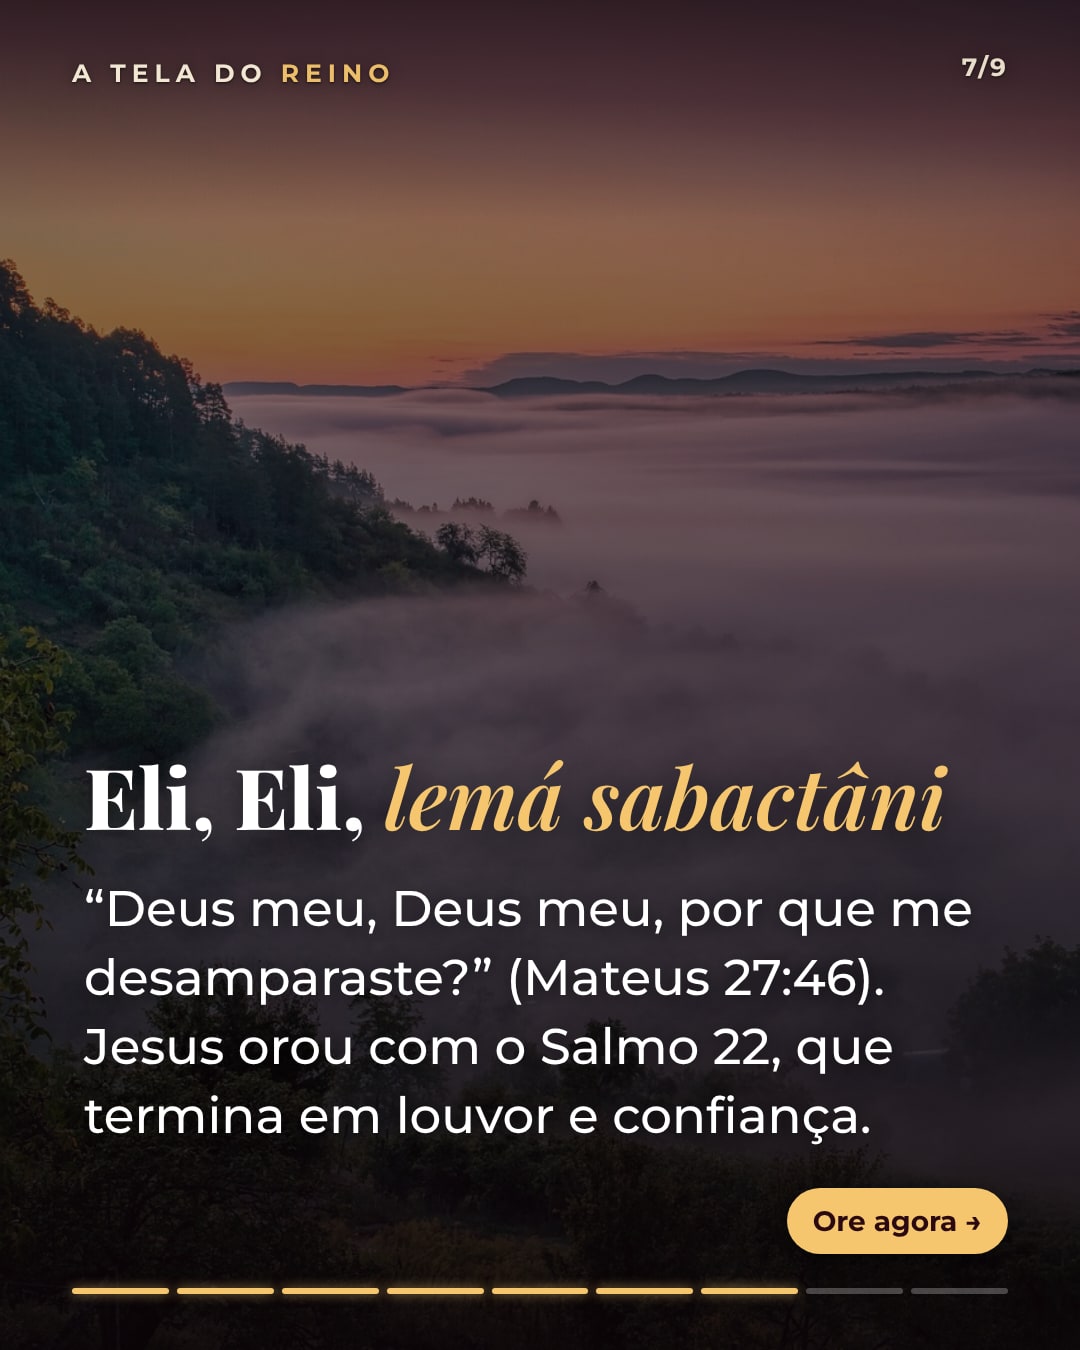 A TELA DO REINO
7/9
Eli, Eli, lemá sabactâni
“Deus meu, Deus meu, por que me
desamparaste?” (Mateus 27:46).
Jesus orou com o Salmo 22, que
termina em louvor e confiança.
Ore agora →